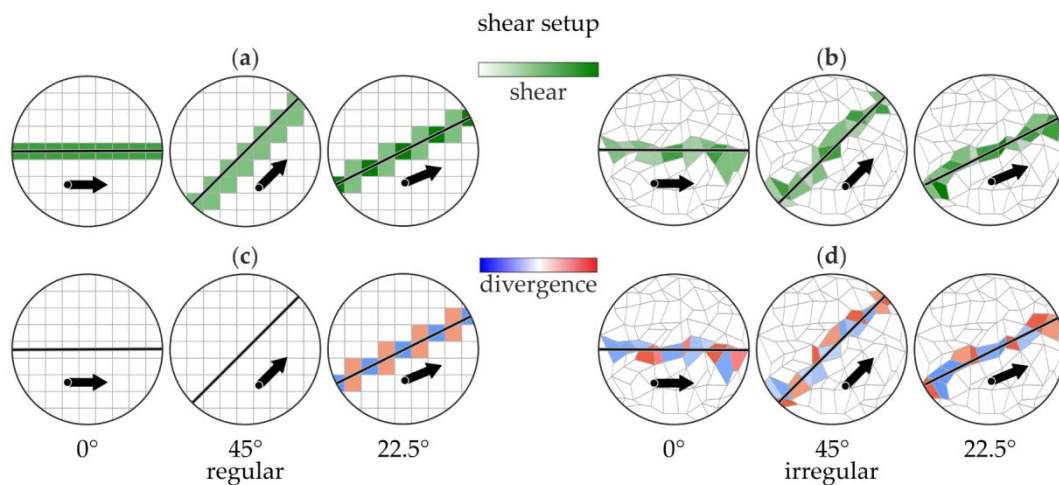 shear setup
(a) (b)
shear
(c) (d)
divergence
0° 45° 22.5° 0° 45° 22.5°
regular irregular